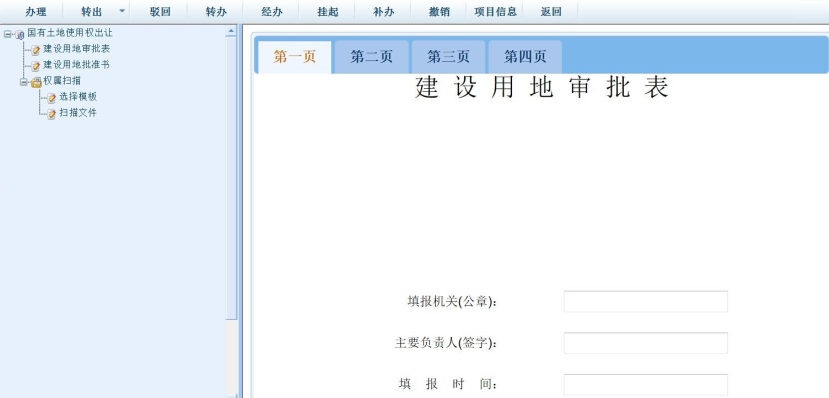 办理 转出 驳回 转办 经办 挂起 补办 撤销 项目信息 返回
国有土地使用权出让
建设用地审批表
建设用地批准书
权属扫描
选择模板
扫描文件
第一页 第二页 第三页 第四页
建设用地审批表
填报机关(公章):
主要负责人(签字):
填 报 时 间: